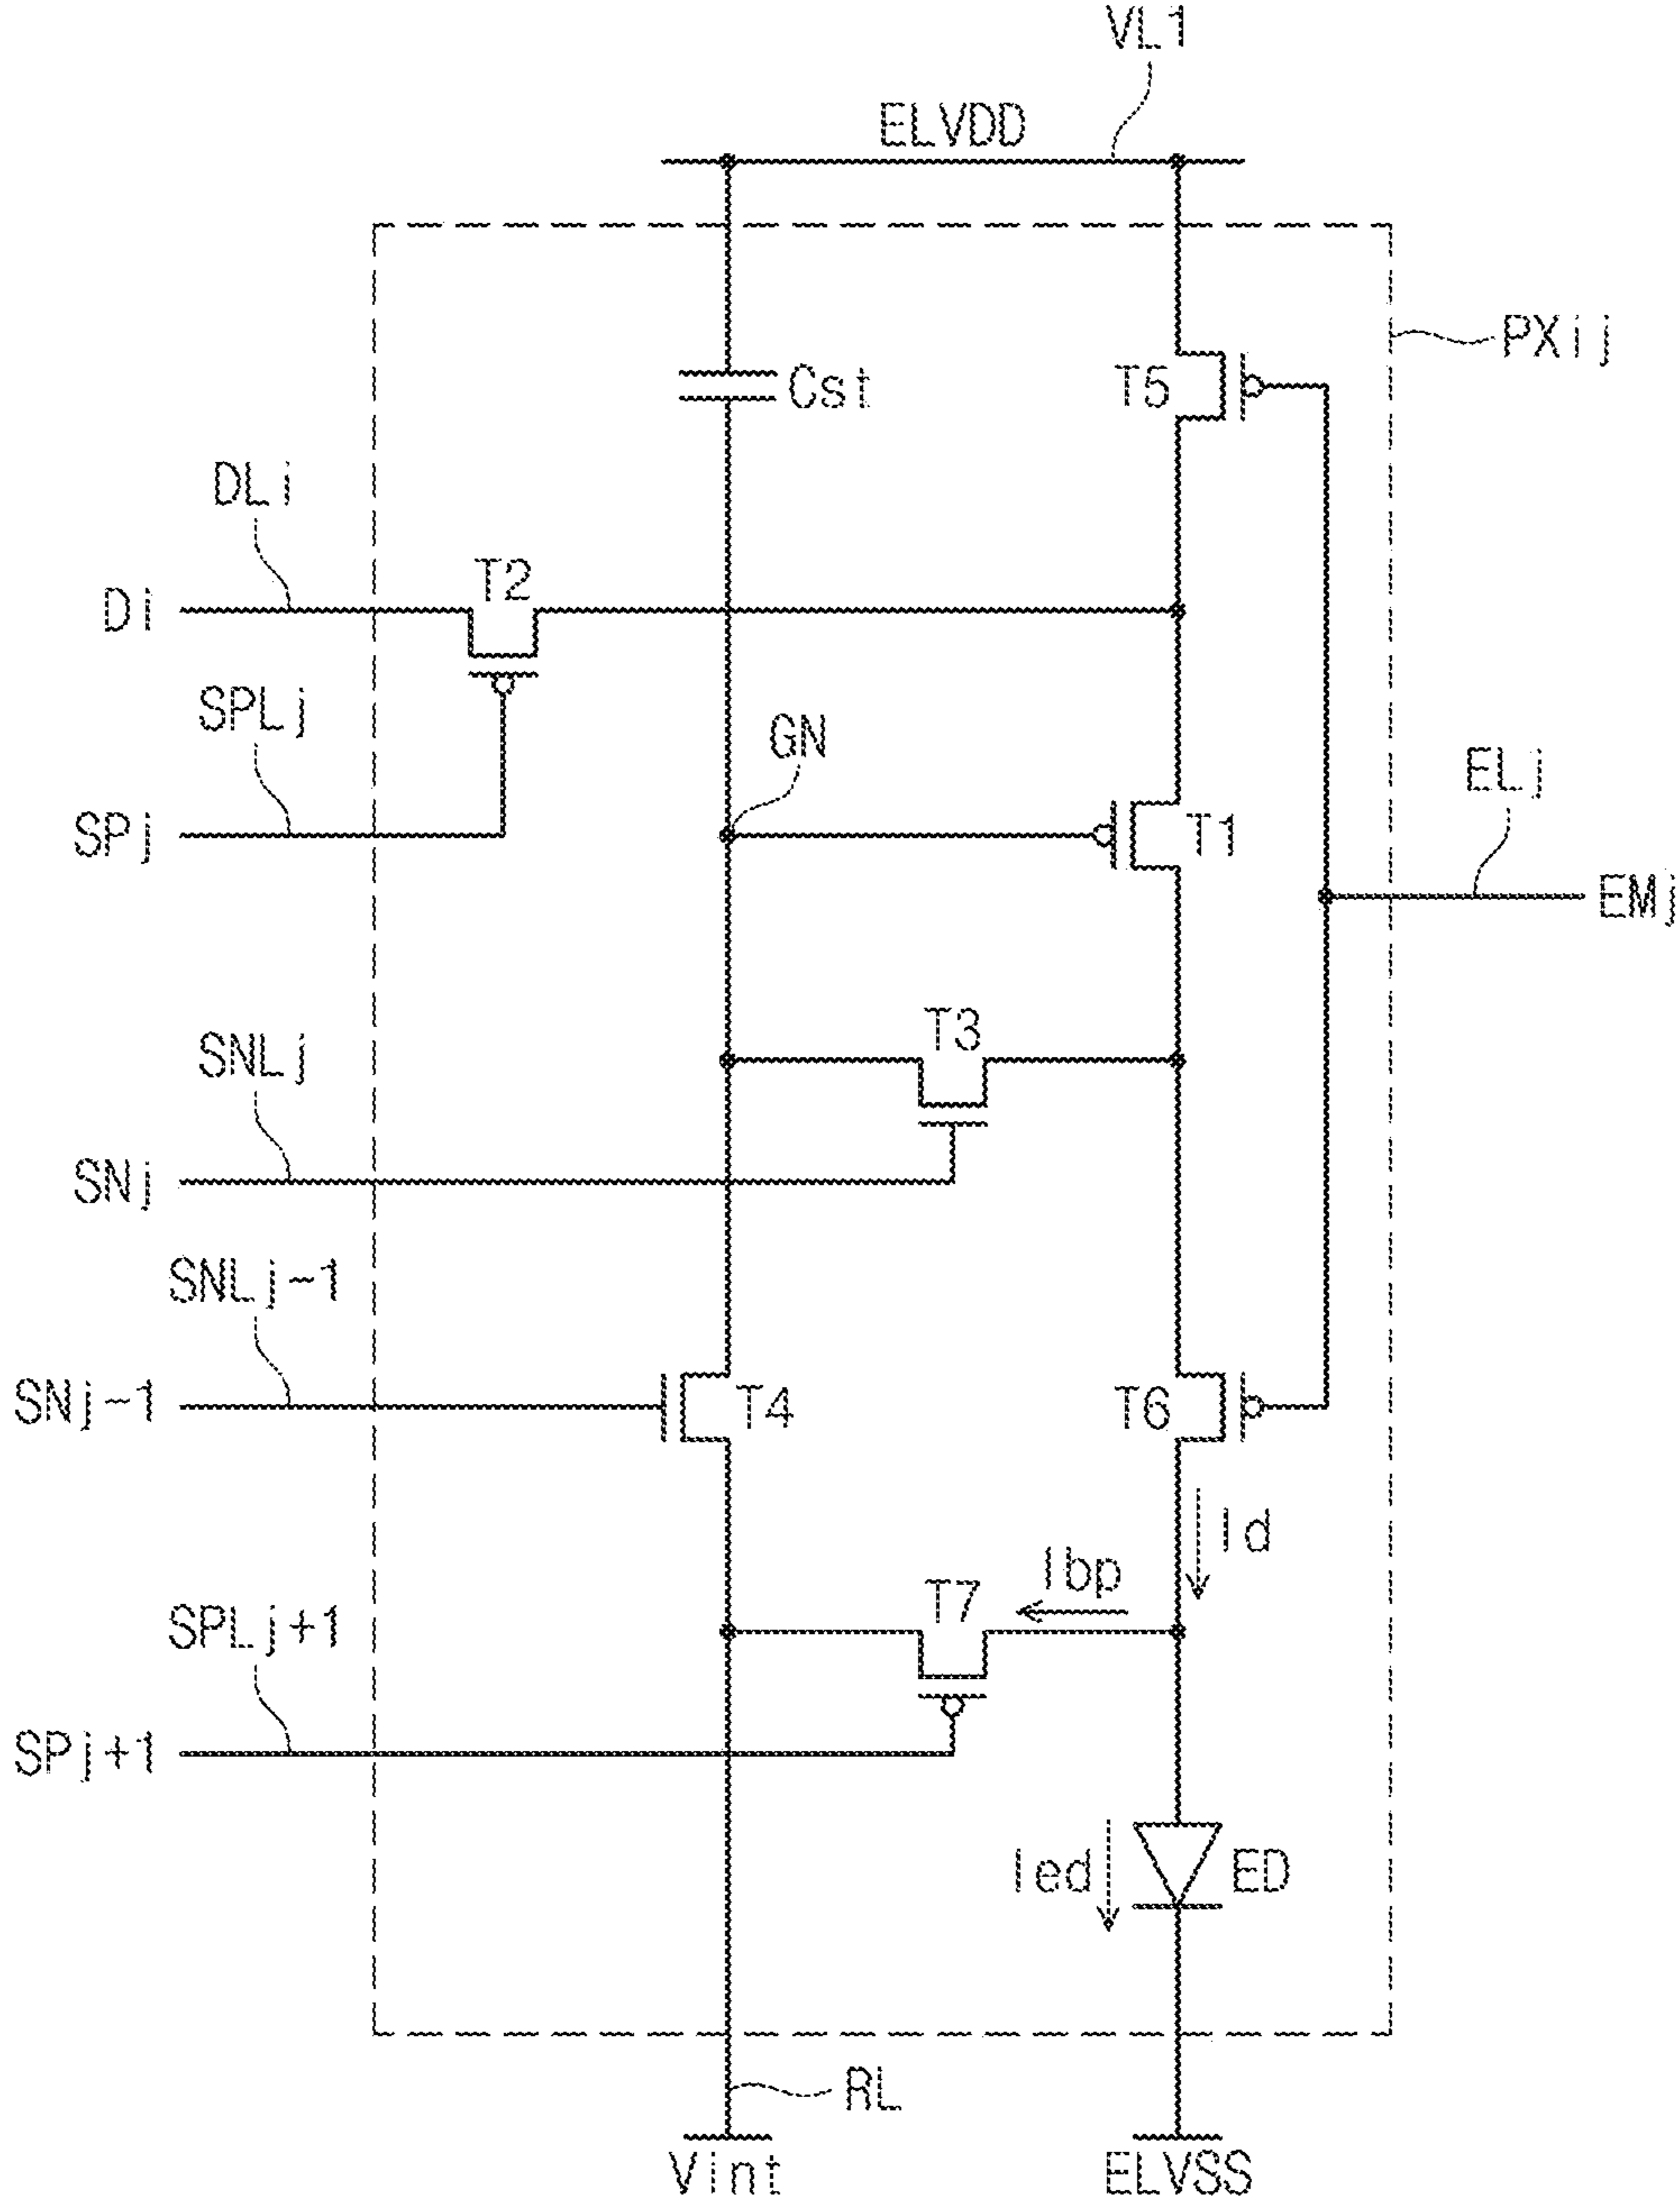 VL1
ELVDD
PXij
Cst
T5
DLi
T2
Di
SPLj
GN
ELj
SPj
T1
EMj
T3
SNLj
SNj
SNLj-1
SNj-1
T4
T6
Id
Ibp
T7
SPLj+1
SPj+1
Ied
ED
RL
Vint
ELVSS